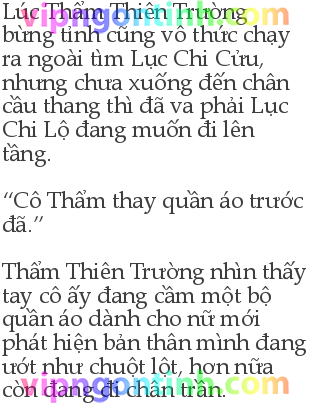 Lúc Thẩm Thiên Trường
bừng tỉnh cũng vô thức chạy
ra ngoài tìm Lục Chi Cửu,
nhưng chưa xuống đến chân
cầu thang thì đã va phải Lục
Chi Lộ đang muốn đi lên
tầng.

“Cô Thẩm thay quần áo trước
đã.”

Thẩm Thiên Trường nhìn thấy
tay cô ấy đang cầm một bộ
quần áo dành cho nữ mới
phát hiện bản thân mình đang
ướt như chuột lột, hơn nữa
còn đang đi chân trần.
vipngontinh.com
vipngontinh.com